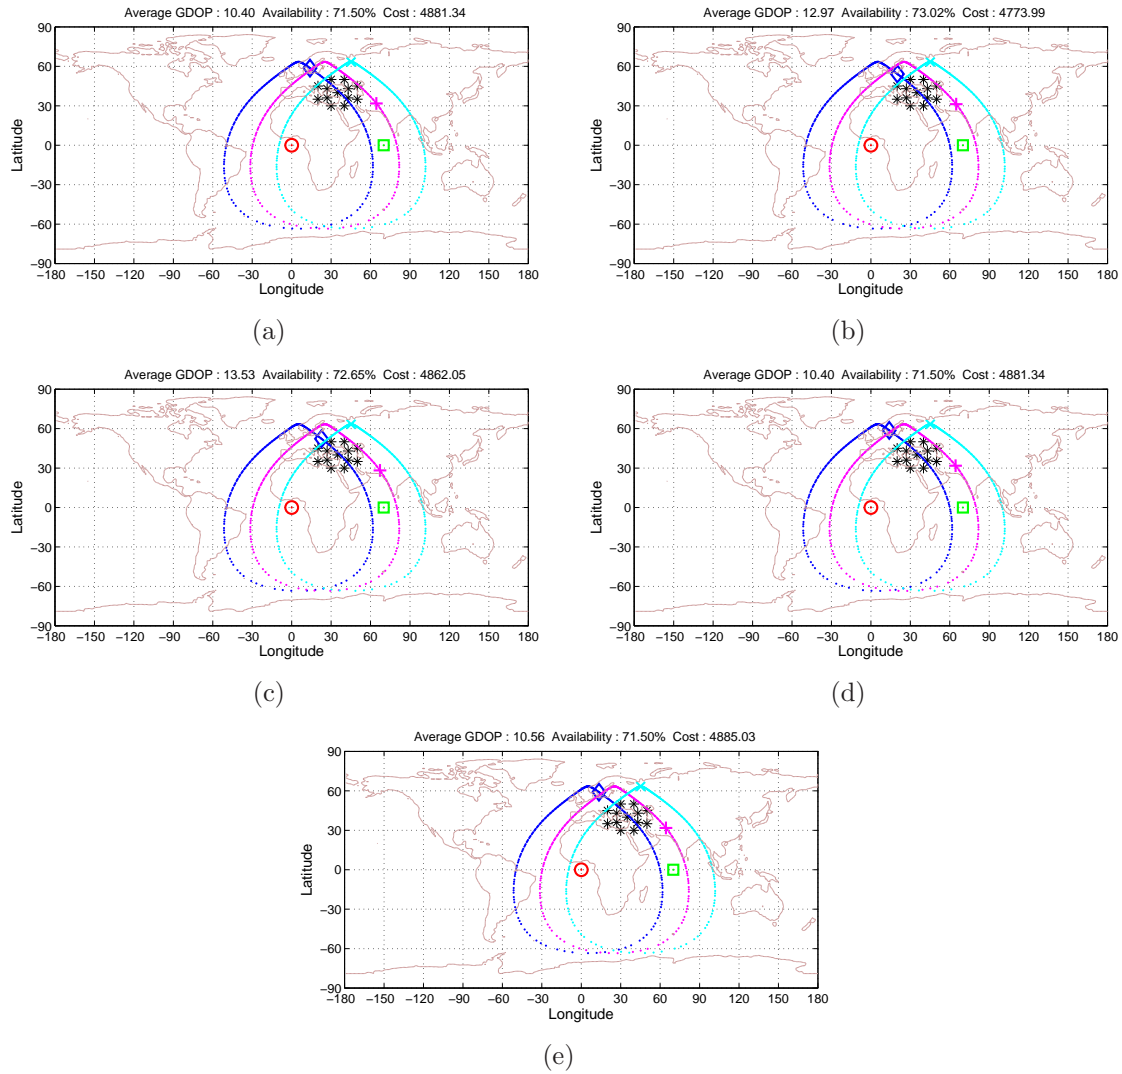 Average GDOP : 10.40 Availability : 71.50% Cost : 4881.34
90
60
30
0
−30
−60
−90
Latitude
−180 −150 −120 −90 −60 −30 0 30 60 90 120 150 180
Longitude
(a)
Average GDOP : 12.97 Availability : 73.02% Cost : 4773.99
90
60
30
0
−30
−60
−90
Latitude
−180 −150 −120 −90 −60 −30 0 30 60 90 120 150 180
Longitude
(b)
Average GDOP : 13.53 Availability : 72.65% Cost : 4862.05
90
60
30
0
−30
−60
−90
Latitude
−180 −150 −120 −90 −60 −30 0 30 60 90 120 150 180
Longitude
(c)
Average GDOP : 10.40 Availability : 71.50% Cost : 4881.34
90
60
30
0
−30
−60
−90
Latitude
−180 −150 −120 −90 −60 −30 0 30 60 90 120 150 180
Longitude
(d)
Average GDOP : 10.56 Availability : 71.50% Cost : 4885.03
90
60
30
0
−30
−60
−90
Latitude
−180 −150 −120 −90 −60 −30 0 30 60 90 120 150 180
Longitude
(e)